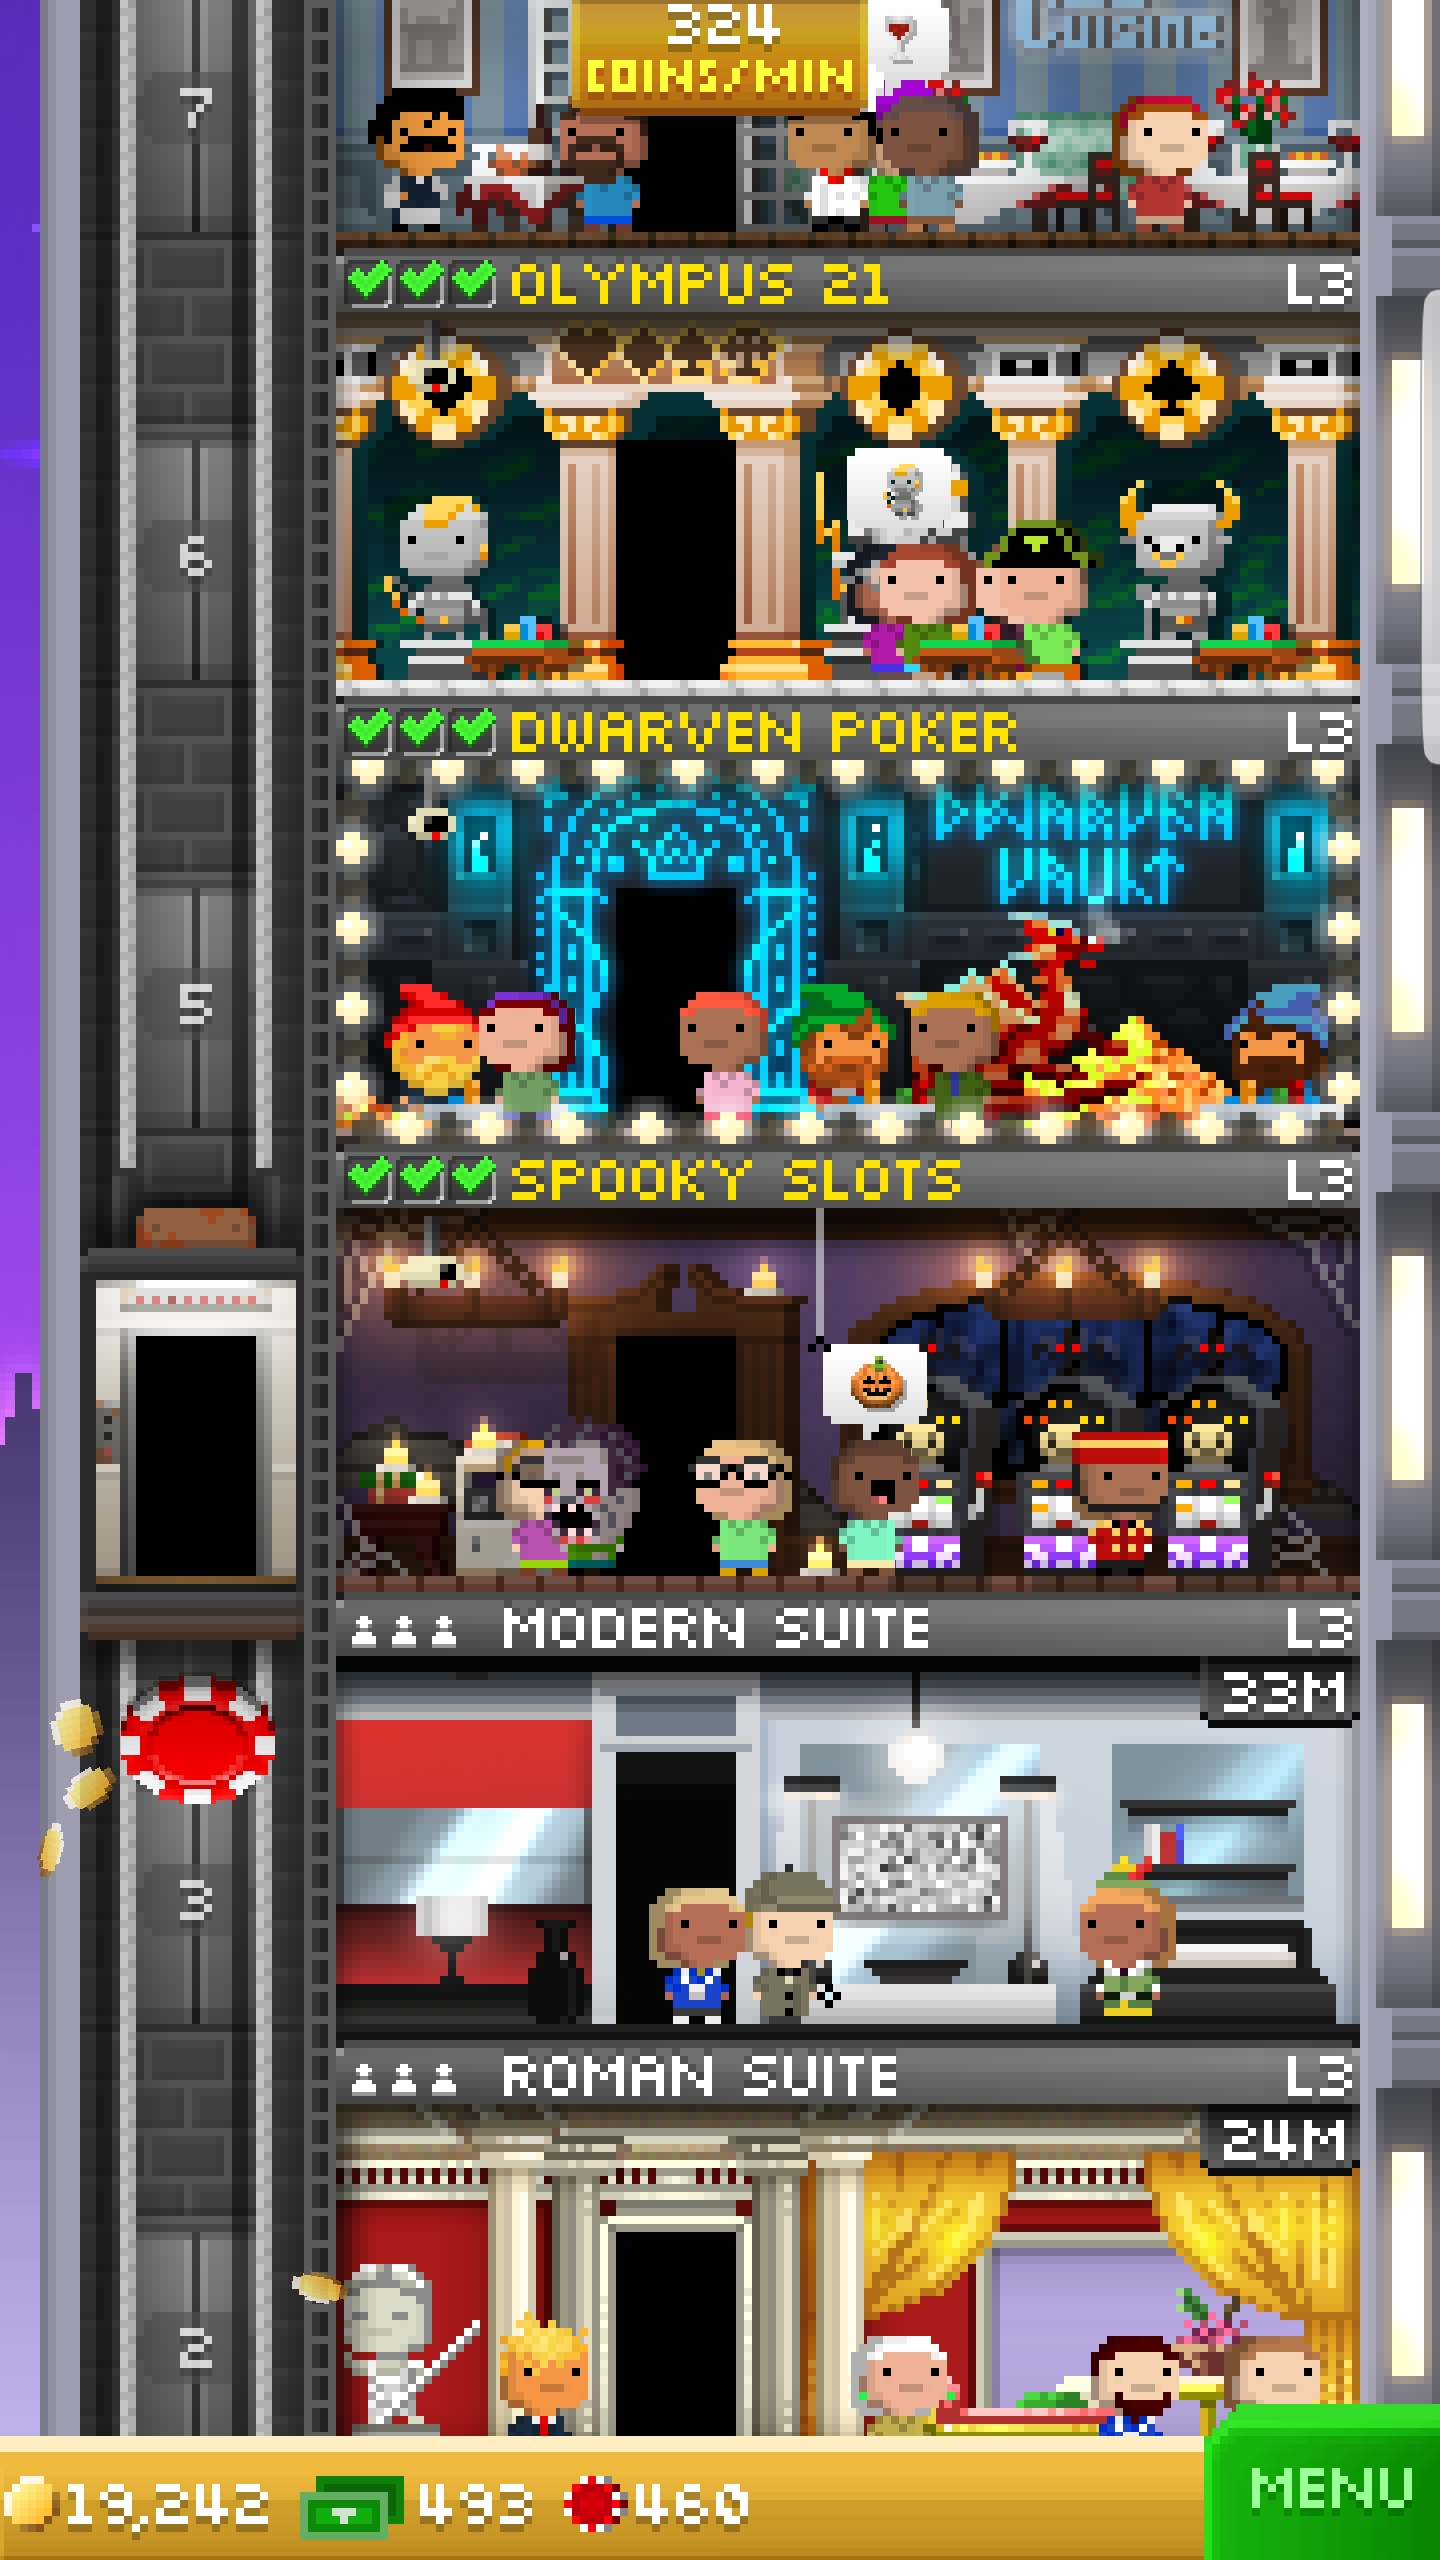 Cuisine
324
COINS/MIN
7
OLYMPUS 21 L3
6
DWARVEN POKER L3
DWARVEN
VAULT
5
SPOOKY SLOTS L3
MODERN SUITE L3
33M
3
ROMAN SUITE L3
24M
2
19,242 493 460
MENU